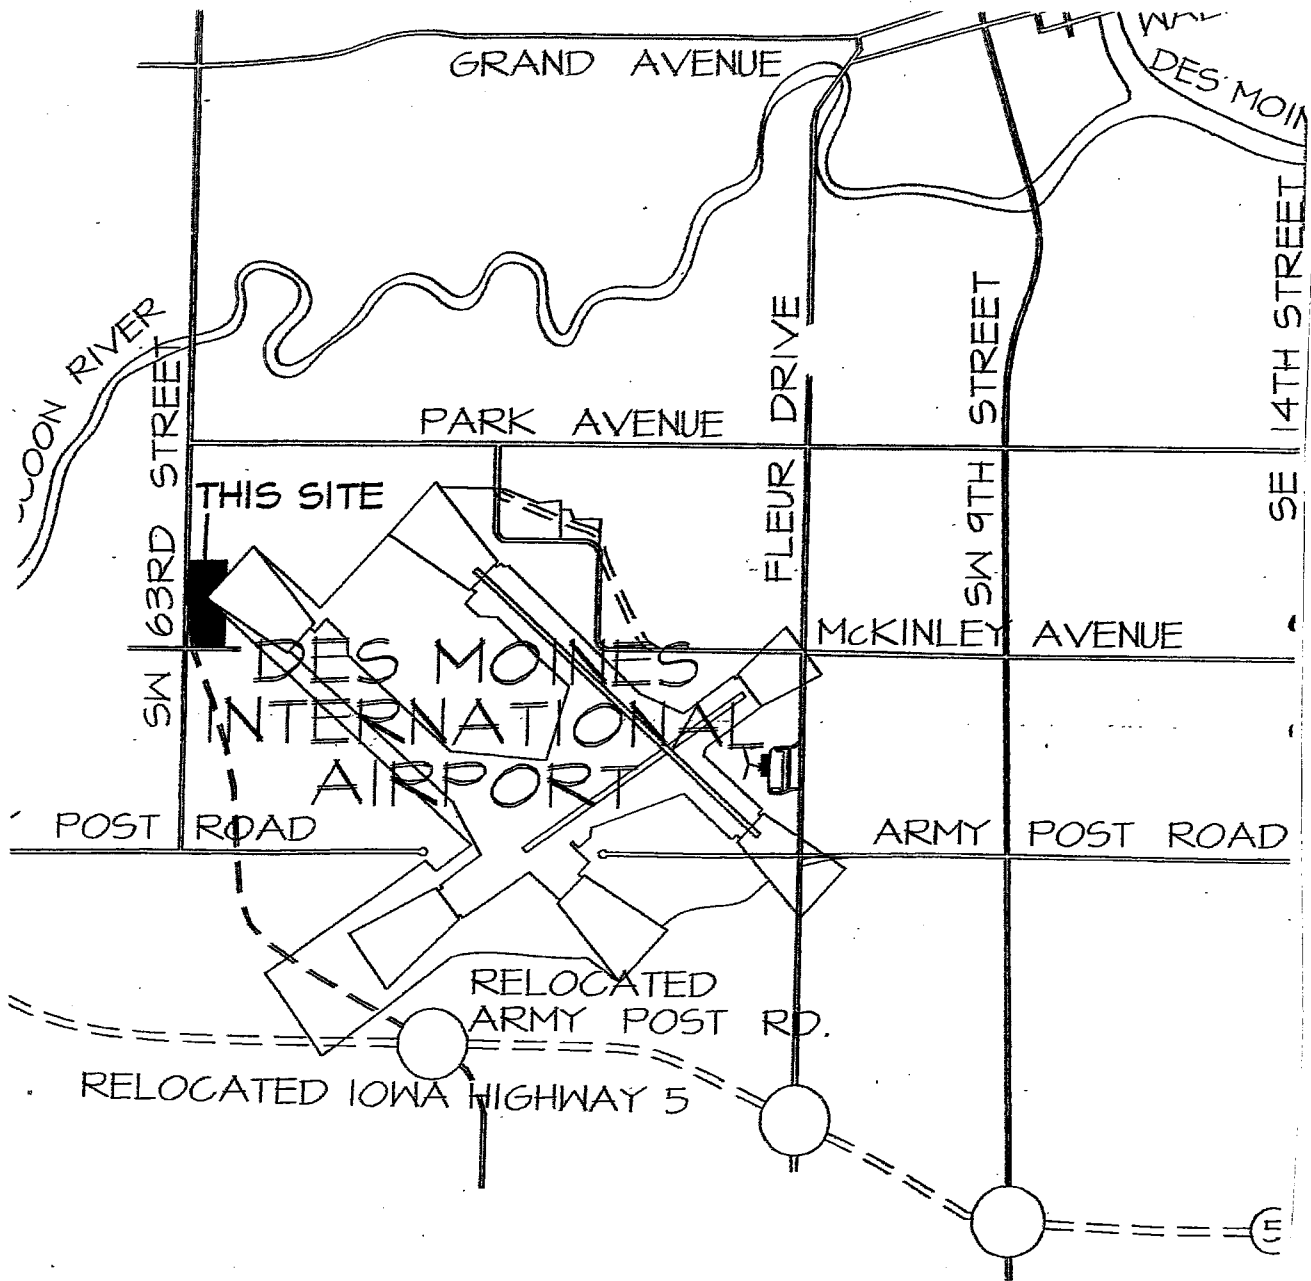 GRAND AVENUE
DES MOIN
RIVER
SW 63RD STREET
FLEUR DRIVE
SW 9TH STREET
SE 14TH STREET
PARK AVENUE
THIS SITE
McKINLEY AVENUE
DES MOINES
INTERNATIONAL
AIRPORT
POST ROAD
ARMY POST ROAD
RELOCATED
ARMY POST RD.
RELOCATED IOWA HIGHWAY 5
5